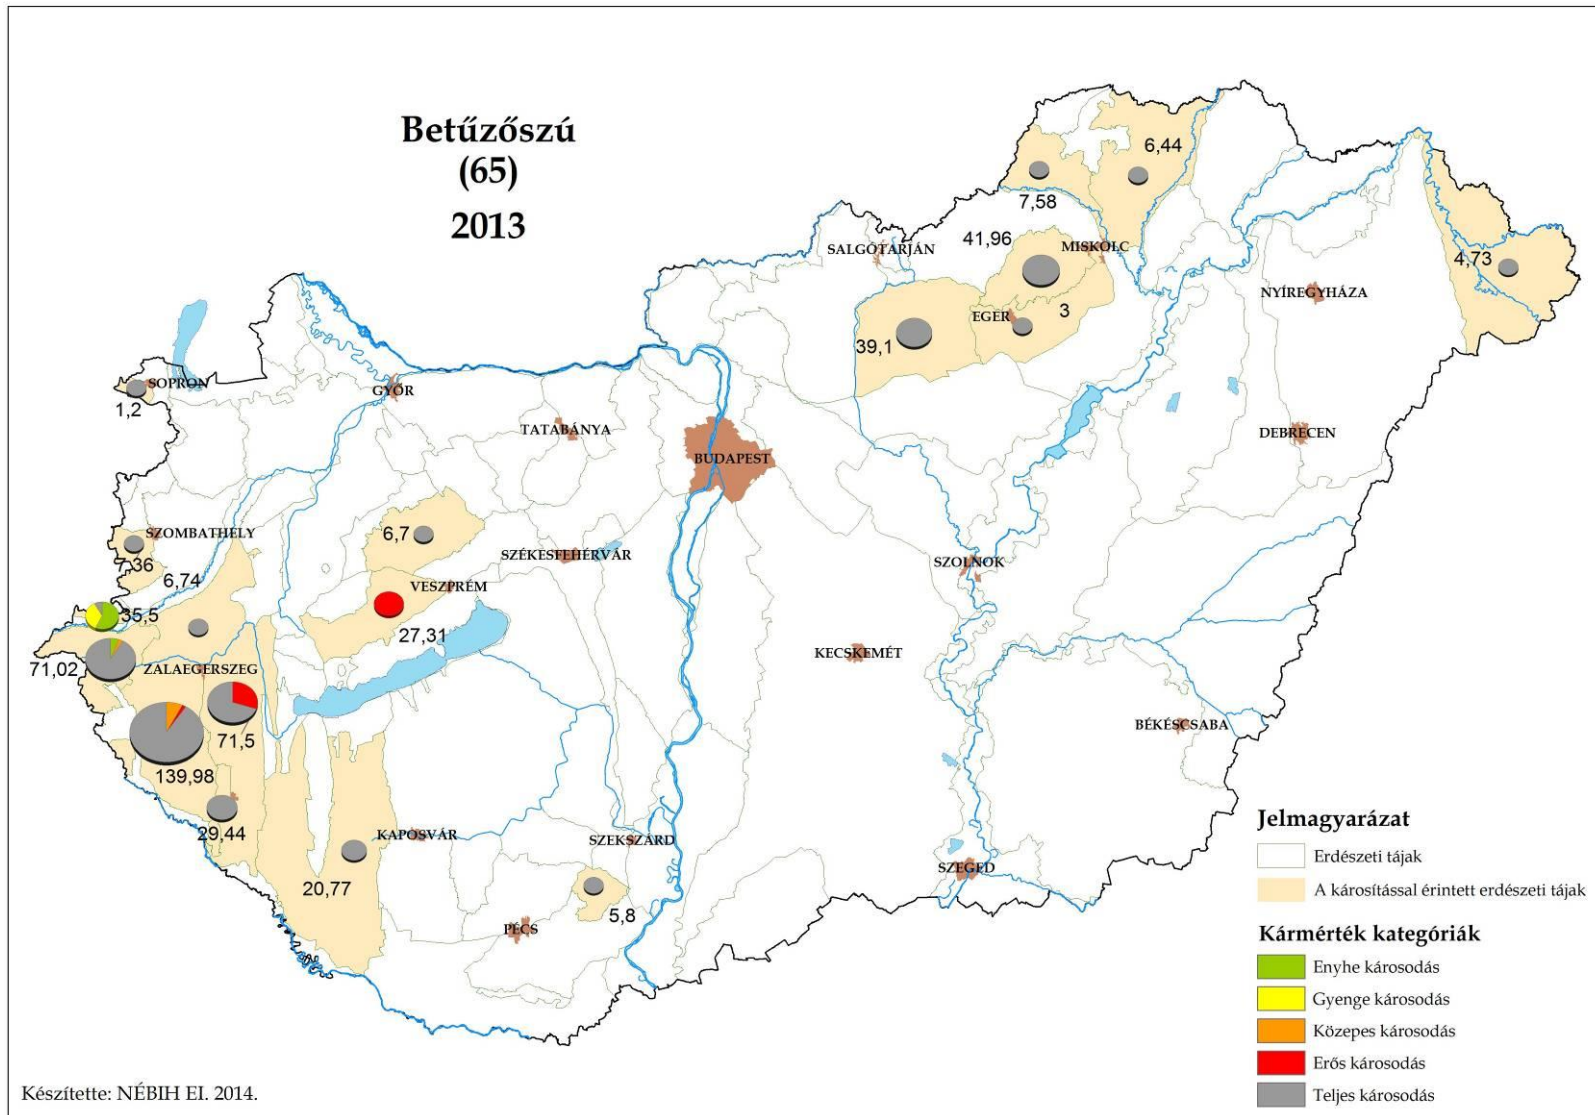 Betűzőszú
(65)
2013
6,44
7,58
41,96
SALGÓTARJÁN
MISKOLC
4,73
NYÍREGYHÁZA
EGER
3
39,1
SOPRON
1,2
GYŐR
TATABÁNYA
BUDAPEST
DEBRECEN
SZOMBATHELY
7,36
6,74
6,7
SZÉKESFEHÉRVÁR
SZOLNOK
VESZPRÉM
35,5
27,31
71,02
ZALAEGERSZEG
KECSKEMÉT
71,5
BÉKÉSCSABA
139,98
29,44
KAPOSVÁR
SZEKSZÁRD
20,77
SZEGED
5,8
PÉCS
Jelmagyarázat
Erdészeti tájak
A károsítással érintett erdészeti tájak
Kármérték kategóriák
Enyhe károsodás
Gyenge károsodás
Közepes károsodás
Erős károsodás
Teljes károsodás
Készítette: NÉBIH EI. 2014.